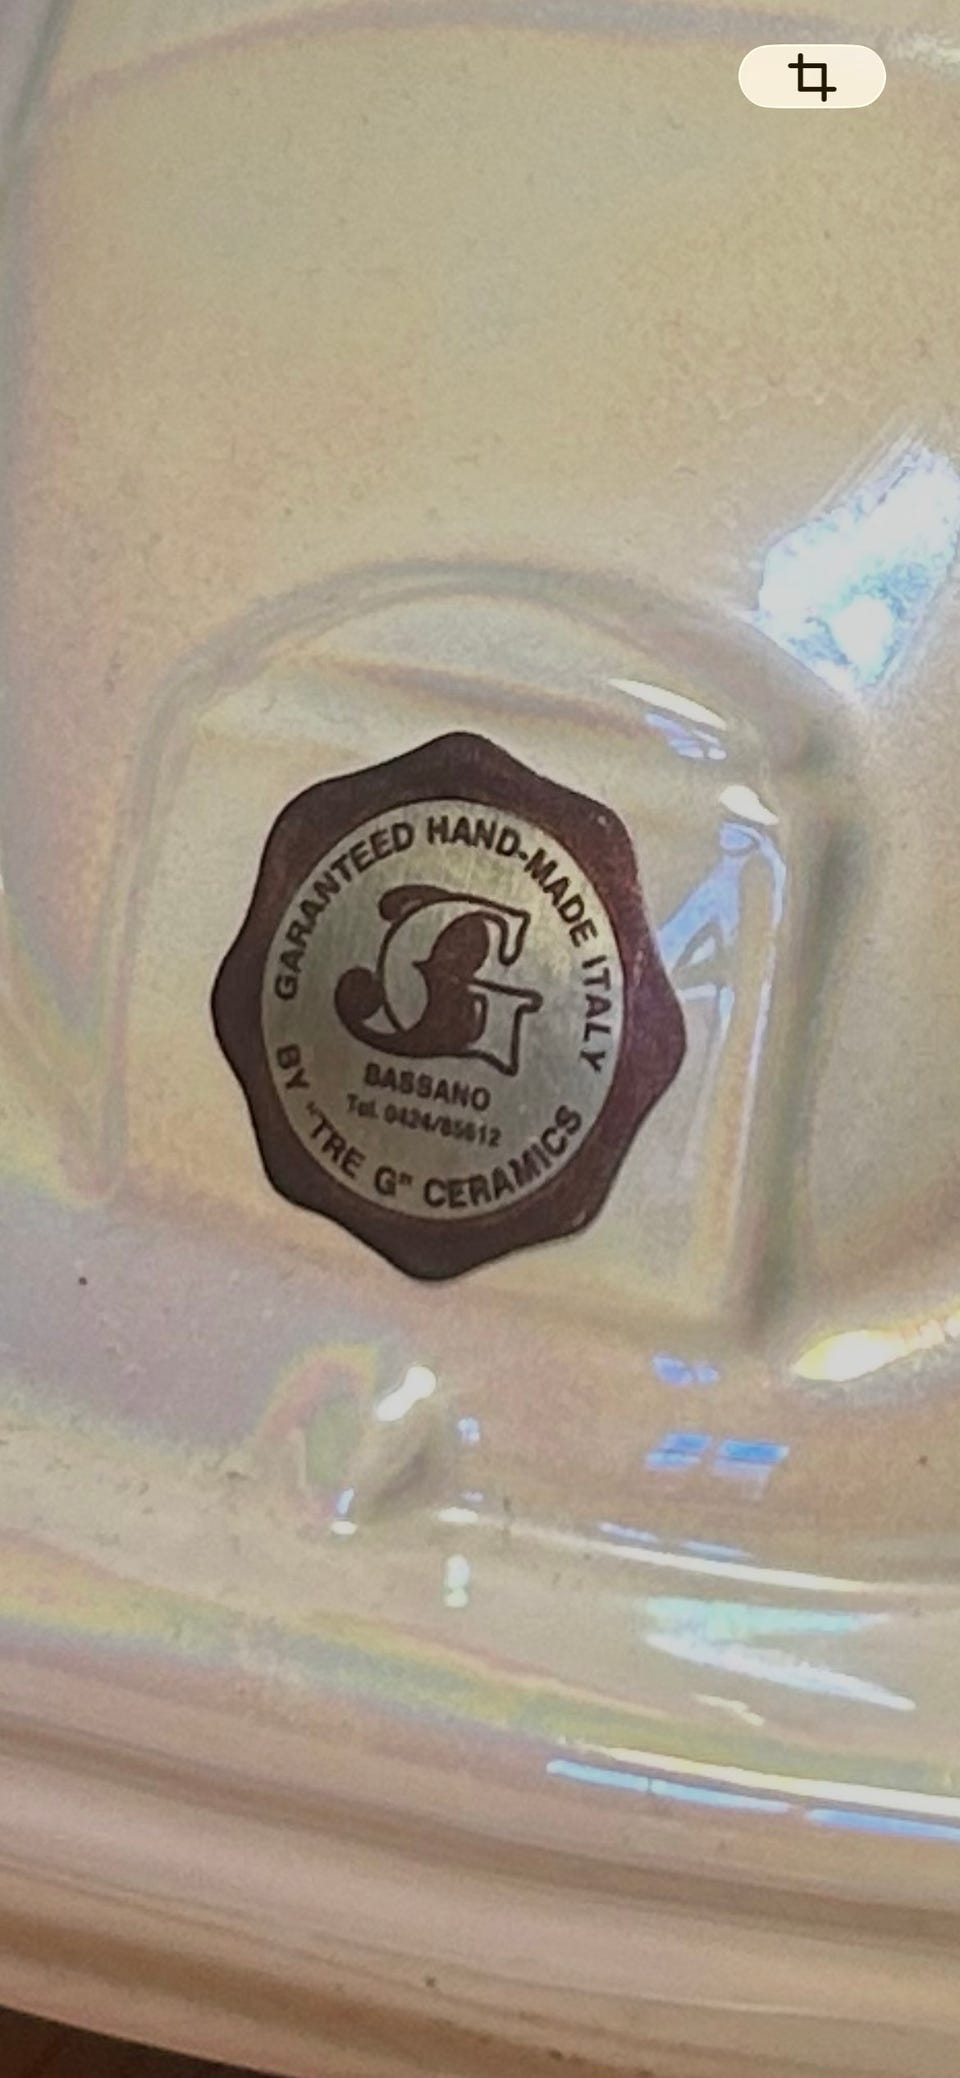 GARANTEED HAND-MADE ITALY
G
BASSANO
Tel. 0424/85612
BY "TRE G" CERAMICS